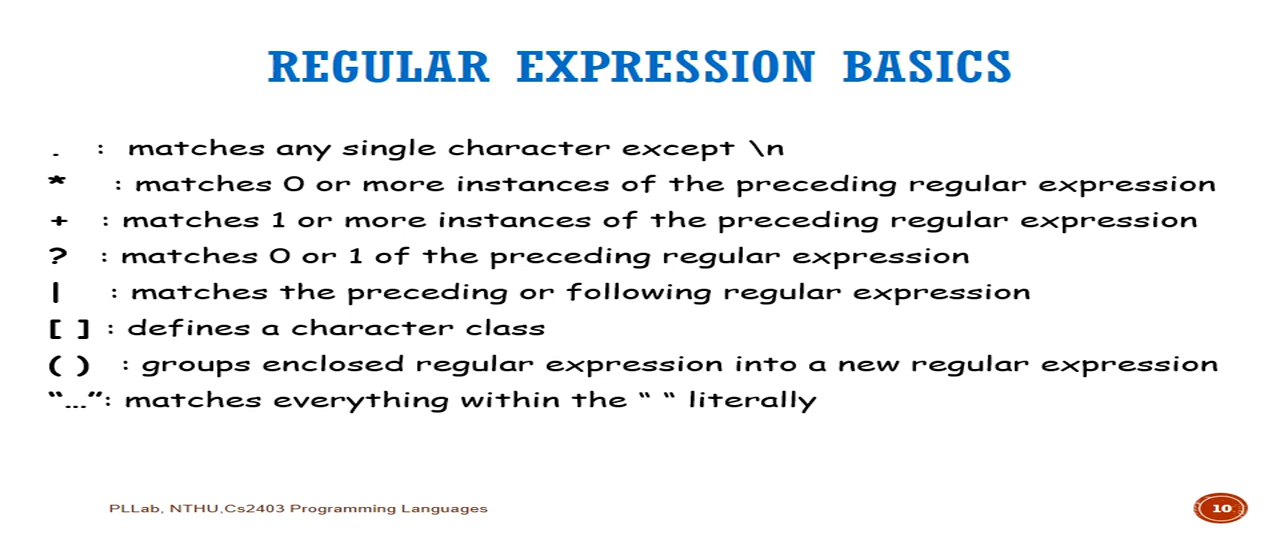 REGULAR EXPRESSION BASICS
. : matches any single character except \n
* : matches 0 or more instances of the preceding regular expression
+ : matches 1 or more instances of the preceding regular expression
? : matches 0 or 1 of the preceding regular expression
| : matches the preceding or following regular expression
[ ] : defines a character class
( ) : groups enclosed regular expression into a new regular expression
“…”: matches everything within the “ “ literally
PLLab, NTHU,Cs2403 Programming Languages
10